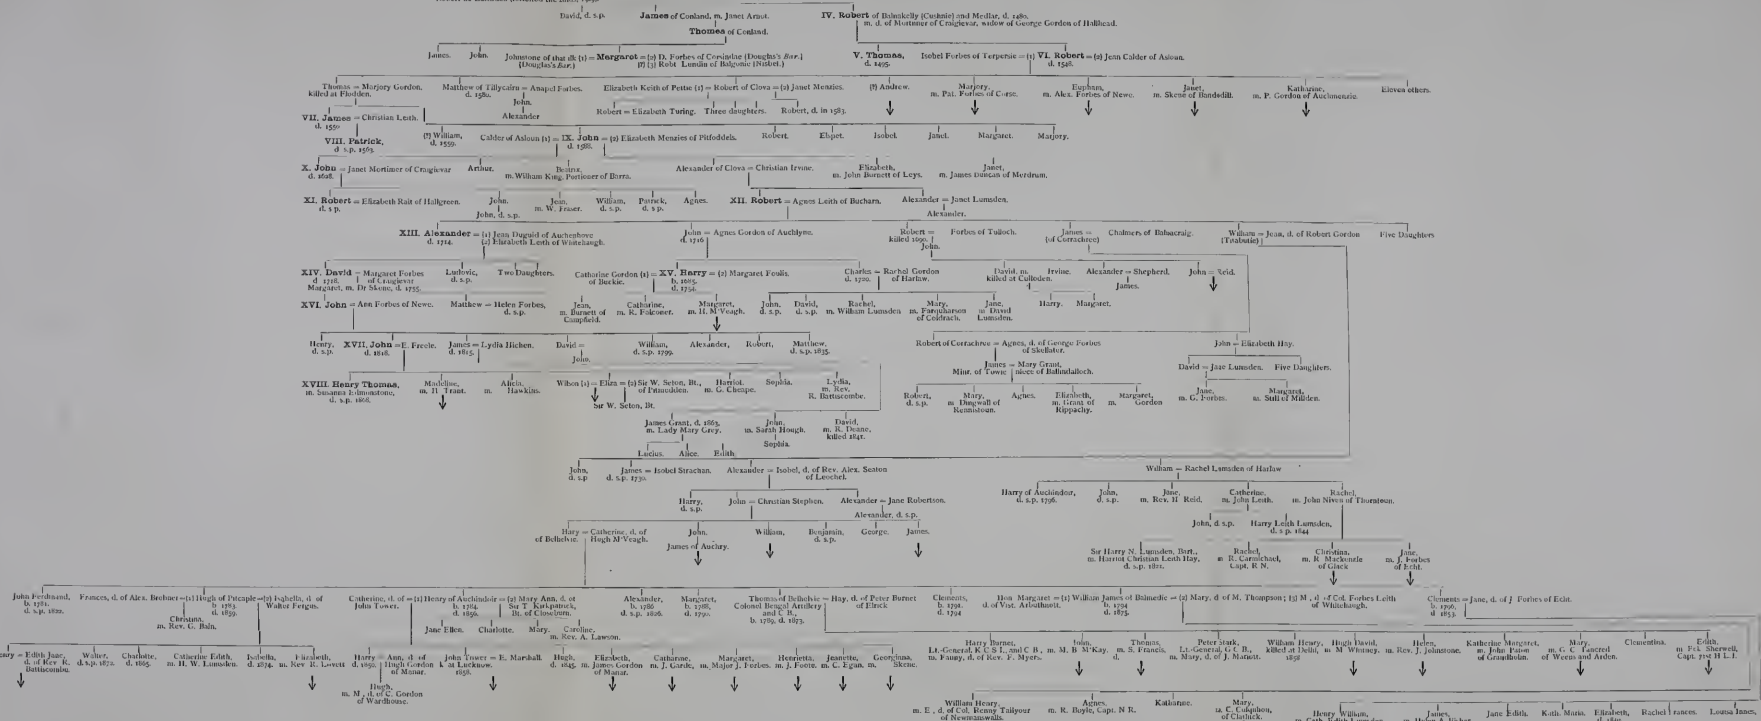 David, d. s.p. James of Conland, m. Janet Arnot. IV. Robert of Balnakelly (Cushnie) and Medlar, d. 1480.
m. d. of Mortimer of Craigievar, widow of George Gordon of Hallhead.
Thomas of Conland.
James. John. Johnstone of that ilk (1) = Margaret = (2) D. Forbes of Corsindae (Douglas's Bar.) V. Thomas, Isobel Forbes of Terpersie = (1) VI. Robert = (2) Jean Calder of Asloun.
(Douglas's Bar.) (?) (3) Robt Lundin of Balgonie (Nisbet.) d. 1495. d. 1548.
Thomas = Marjory Gordon. Matthew of Tillycairn = Anapel Forbes. Elizabeth Keith of Pettie (1) = Robert of Clova = (2) Janet Menzies. (?) Andrew. Marjory, Eupham, Janet, Katharine, Eleven others.
killed at Flodden. d. 1580. m. Pat. Forbes of Corse. m. Alex. Forbes of Newe. m. Skene of Bandodill. m. P. Gordon of Auchmenzie.
John. Robert = Elizabeth Turing. Three daughters. Robert, d. in 1583.
VII. James = Christian Leith. Alexander
d. 1550
VIII. Patrick, (?) William, Calder of Asloun (1) = IX. John = (2) Elizabeth Menzies of Pitfoddels. Robert. Elspet. Isobel. Janet. Margaret. Marjory.
d s.p. 1563. d. 1559. d. 1588.
X. John = Janet Mortimer of Craigievar Arthur. Beatrix, Alexander of Clova = Christian Irvine. Elizabeth, Janet,
m. William King, Portioner of Barra. m. John Burnett of Leys. m. James Duncan of Merdrum.
XI. Robert = Elizabeth Rait of Hallgreen. John. Jean, William, Patrick, Agnes. XII. Robert = Agnes Leith of Bucharn. Alexander = Janet Lumsden.
d. s.p. John, d. s.p. m. W. Fraser. d. s.p. d. s.p. Alexander.
XIII. Alexander = (1) Jean Duguid of Auchenhove John = Agnes Gordon of Auchlyne. Robert = Forbes of Tulloch. James = Chalmers of Balnacraig. William = Jean, d. of Robert Gordon Five Daughters
d. 1714. (2) Elizabeth Leith of Whitehaugh. d. 1716 killed 1690. (of Corrachree) (Titaboutie)
John.
XIV. David = Margaret Forbes Ludovic, Two Daughters. Catharine Gordon (1) = XV. Harry = (2) Margaret Foulis. Charles = Rachel Gordon David, m. Irvine. Alexander = Shepherd. John = Reid.
d. 1718. of Craigievar d. s.p. of Buckie. b. 1685. d. 1720. of Harlaw. killed at Culloden. James.
Margaret, m. Dr Skene, d. 1755. d. 1754.
XVI. John = Ann Forbes of Newe. Matthew = Helen Forbes, Jean, Catharine, Margaret, John, David, Rachel, Mary, Jane, Harry. Margaret.
d. s.p. m. Burnett of m. R. Falconer. m. H. M'Veagh. d. s.p. d. s.p. m. William Lumsden m. Farquharson m David
Campfield. of Coldrach. Lumsden.
Henry, XVII. John = E. Freole. James = Lydia Hichen. David = William, Alexander, Robert, Matthew, Robert of Corrachree = Agnes, d. of George Forbes John = Elizabeth Hay.
d. s.p. d. 1818. d. 1815. John. d. s.p. 1799. d. s.p. 1835. of Skellater.
James = Mary Grant, David = Jane Lumsden. Five Daughters.
Minr. of Towie niece of Ballindalloch.
XVIII. Henry Thomas, Madeline, Alicia, Wilson (1) = Eliza = (2) Sir W. Seton, Bt., Harriot. Sophia. Lydia,
m. Susanna Edmonstone, m. H Trant. m. Hawkins. of Pitmedden. m. G. Cheape. m. Rev.
d. s.p. 1868. R. Battiscombe.
Sir W. Seton, Bt.
Robert, Mary, Agnes. Elizabeth, Margaret, Jane, Margaret,
d. s.p. m Dingwall of m. Grant of m. Gordon m. G. Forbes. m. Still of Millden.
Rannistoun. Rippachy.
James Grant, d. 1863, John, David,
m. Lady Mary Grey. m. Sarah Hough. m. R. Deane,
Sophia. killed 1841.
Lucius. Alice. Edith.
John, James = Isobel Strachan. Alexander = Isobel, d. of Rev. Alex. Seaton William = Rachel Lumsden of Harlaw
d. s.p d. s.p. 1730. of Leochel.
Harry, John = Christian Stephen. Alexander = Jane Robertson. Harry of Auchindoir, John, Jane, Catherine, Rachel,
d. s.p. Alexander, d. s.p. d. s.p. 1796. d. s.p. m. Rev. H Reid, m. John Leith. m. John Niven of Thornton.
John, d. s.p. Harry Leith Lumsden,
d. s.p. 1844
Hary = Catherine, d. of John, William, Benjamin, George. James.
of Belhelvie. Hugh M'Veagh. d. s.p.
James of Auchry.
Sir Harry N. Lumsden, Bart., Rachel, Christina, Jane,
m. Harriot Christian Leith Hay, m R. Carmichael, m. R Mackenzie m. J. Forbes
d. s.p. 1821. Capt. R N. of Glack of Echt.
John Ferdinand, Frances, d. of Alex. Brebner = (1) Hugh of Pitcaple = (2) Isabella, d. of Catherine, d. of = (1) Henry of Auchindoir = (2) Mary Ann, d. of Alexander, Margaret, Thomas of Belhelvie = Hay, d. of Peter Burnet Clements, Hon Margaret = (1) William James of Balmedie = (2) Mary, d of M. Thoppson; (3) M , d of Col. Forbes Leith Clements = Jane, d. of J Forbes of Echt.
b. 1781. b. 1783. Walter Fergus. John Tower. b. 1784. Sir T Kirkpatrick, b. 1786 b. 1788, Colonel Bengal Artillery of Elrick b. 1791. d. of Vist. Arbuthnott. b. 1794 of Whitehaugh. b. 1796,
d. s.p. 1822. d. 1859. d. 1856. Bt. of Closeburn. d. s.p. 1826. d. 1790. and C B., d. 1794 d. 1875. d. 1853.
Christina, b. 1789, d. 1873.
m. Rev. G. Bain. Jane Ellen. Charlotte. Mary. Caroline,
m. Rev. A. Lawson.
= Edith Jane, Walter, Charlotte, Catherine Edith, Isabella, Elizabeth, Harry = Ann, d. of John Tower = E. Marshall. Hugh, Elizabeth, Catharine, Margaret, Henrietta, Jeanette, Georginna, Harry Burnet, John, Thomas, Peter Stark, William Henry, Hugh David, Helen, Katherine Margaret, Mary, Clementina. Edith,
d. of Rev R. d. s.p. 1872. d. 1865. m. H. W. Lumsden. d. 1874. m. Rev R. Lovett Hugh Gordon k at Lucknow. d. 1845. m. James Gordon m. J. Garde, m. Major J. Forbes. m. J. Foote. m. C. Egan. m. Skene. Lt.-General, K C S I., and C B, m. M. B M'Kay. m. S. Francis, Lt.-General, G C. B., killed at Delhi, m M Whitney. m. Rev. J. Johnstone. m. John Paton m. G. C Tancred m. Fck. Sherwell,
Battiscombe. of Manar. 1858. of Manar. m. Fanny, d. of Rev. F. Myers. d. m. Mary, d. of J. Marriott. 1858 of Grandholm. of Weens and Arden. Capt. 71st H L.I.
Hugh,
m. M , d. of C. Gordon
of Wardhouse.
William Henry, Agnes. Katharine. Mary,
m. E , d. of Col. Renny Tailyour m. R. Boyle, Capt. N R. m. C. Colquhon,
of Newmanswalls. of Clathick.
Henry William, James, Jane Edith. Kath. Maria. Elizabeth, Rachel Frances. Louisa Innes,